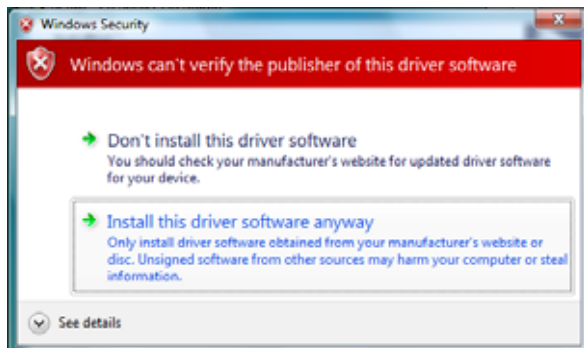 Windows Security
Windows can't verify the publisher of this driver software
Don't install this driver software
You should check your manufacturer's website for updated driver software
for your device.
Install this driver software anyway
Only install driver software obtained from your manufacturer's website or
disc. Unsigned software from other sources may harm your computer or steal
information.
See details